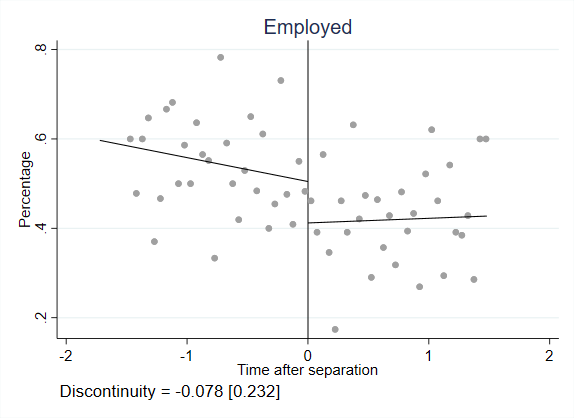 Employed
Percentage
.8
.6
.4
.2
-2
-1
0
1
2
Time after separation
Discontinuity = -0.078 [0.232]